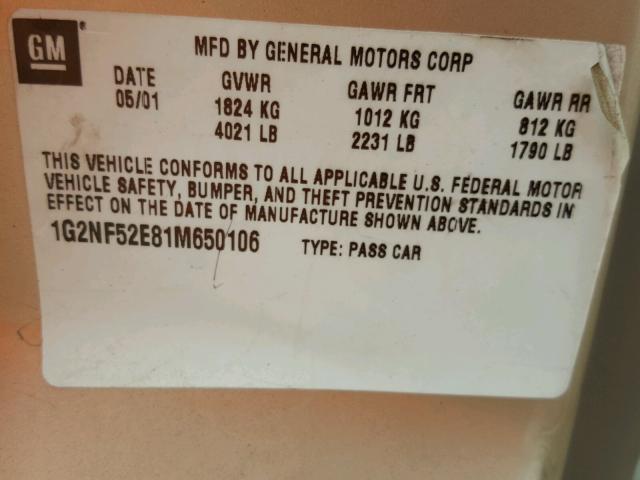 GM
MFD BY GENERAL MOTORS CORP
DATE GVWR GAWR FRT GAWR RR
05/01 1824 KG 1012 KG 812 KG
4021 LB 2231 LB 1790 LB
THIS VEHICLE CONFORMS TO ALL APPLICABLE U.S. FEDERAL MOTOR
VEHICLE SAFETY, BUMPER, AND THEFT PREVENTION STANDARDS IN
EFFECT ON THE DATE OF MANUFACTURE SHOWN ABOVE.
1G2NF52E81M650106 TYPE: PASS CAR